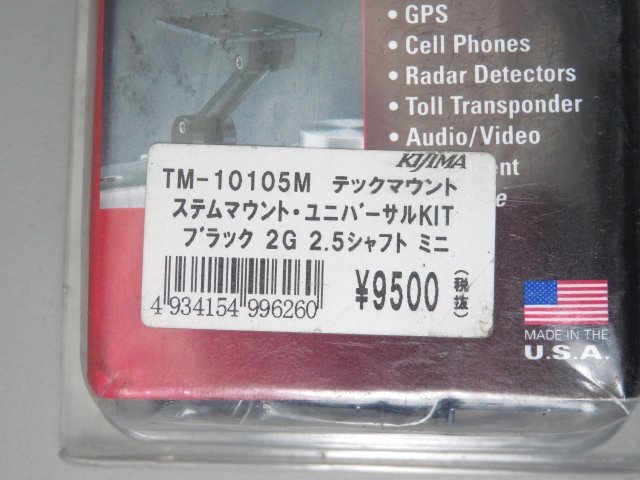 • GPS
• Cell Phones
• Radar Detectors
• Toll Transponder
• Audio/Video
KIJIMA
TM-10105M テックマウント
ステムマウント・ユニバーサルKIT
ブラック 2G 2.5シャフト ミニ
¥9500 (税抜)
4 934154 996260
MADE IN THE
U.S.A.